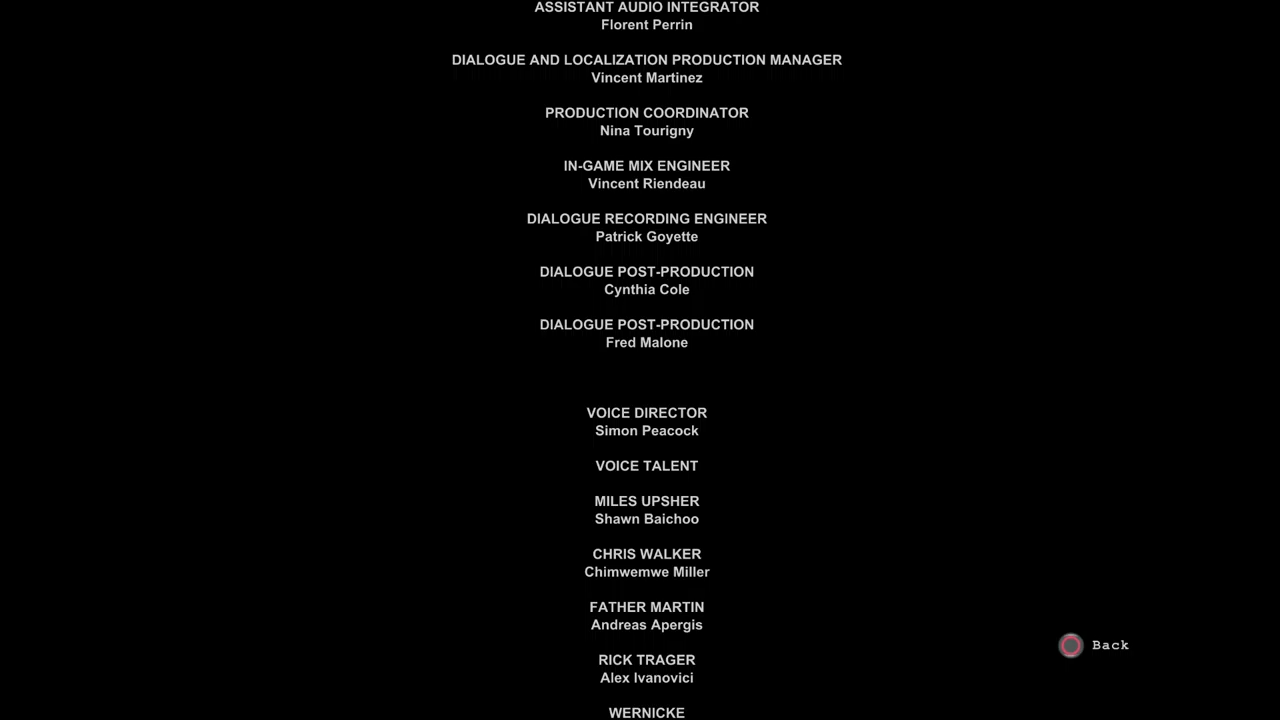 ASSISTANT AUDIO INTEGRATOR
Florent Perrin
DIALOGUE AND LOCALIZATION PRODUCTION MANAGER
Vincent Martinez
PRODUCTION COORDINATOR
Nina Tourigny
IN-GAME MIX ENGINEER
Vincent Riendeau
DIALOGUE RECORDING ENGINEER
Patrick Goyette
DIALOGUE POST-PRODUCTION
Cynthia Cole
DIALOGUE POST-PRODUCTION
Fred Malone
VOICE DIRECTOR
Simon Peacock
VOICE TALENT
MILES UPSHER
Shawn Baichoo
CHRIS WALKER
Chimwemwe Miller
FATHER MARTIN
Andreas Apergis
Back
RICK TRAGER
Alex Ivanovici
WERNICKE